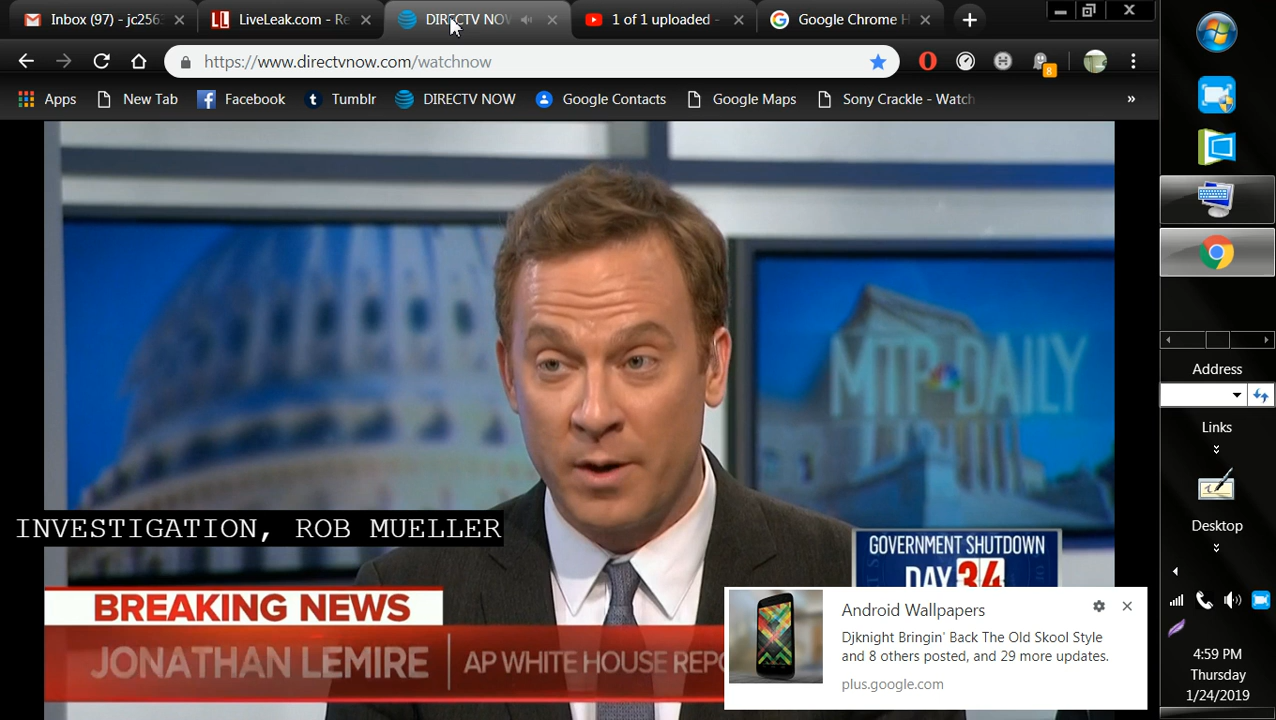 Inbox (97) - jc256
LiveLeak.com - Re
DIRECTV NOW
1 of 1 uploaded -
Google Chrome H
https://www.directvnow.com/watchnow
8
Apps
New Tab
Facebook
Tumblr
DIRECTV NOW
Google Contacts
Google Maps
Sony Crackle - Watch
»
MTP DAILY
INVESTIGATION, ROB MUELLER
GOVERNMENT SHUTDOWN
DAY 34
BREAKING NEWS
JONATHAN LEMIRE
AP WHITE HOUSE REPO
Android Wallpapers
Djknight Bringin' Back The Old Skool Style
and 8 others posted, and 29 more updates.
plus.google.com
Address
Links
Desktop
4:59 PM
Thursday
1/24/2019